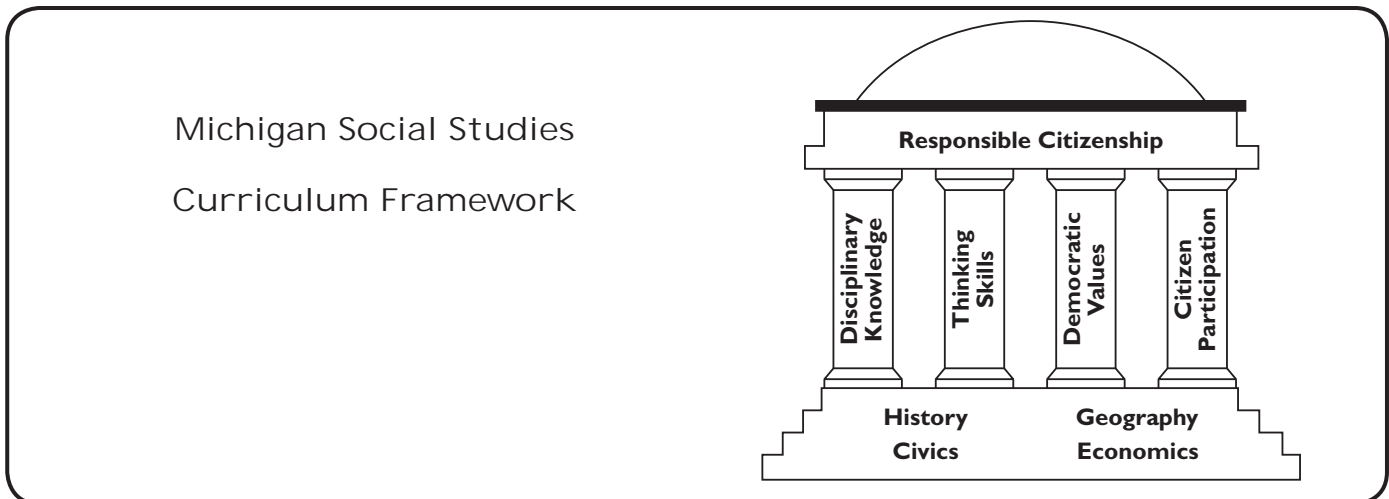 Michigan Social Studies
Curriculum Framework
Responsible Citizenship
Disciplinary
Knowledge
Thinking
Skills
Democratic
Values
Citizen
Participation
History
Civics
Geography
Economics